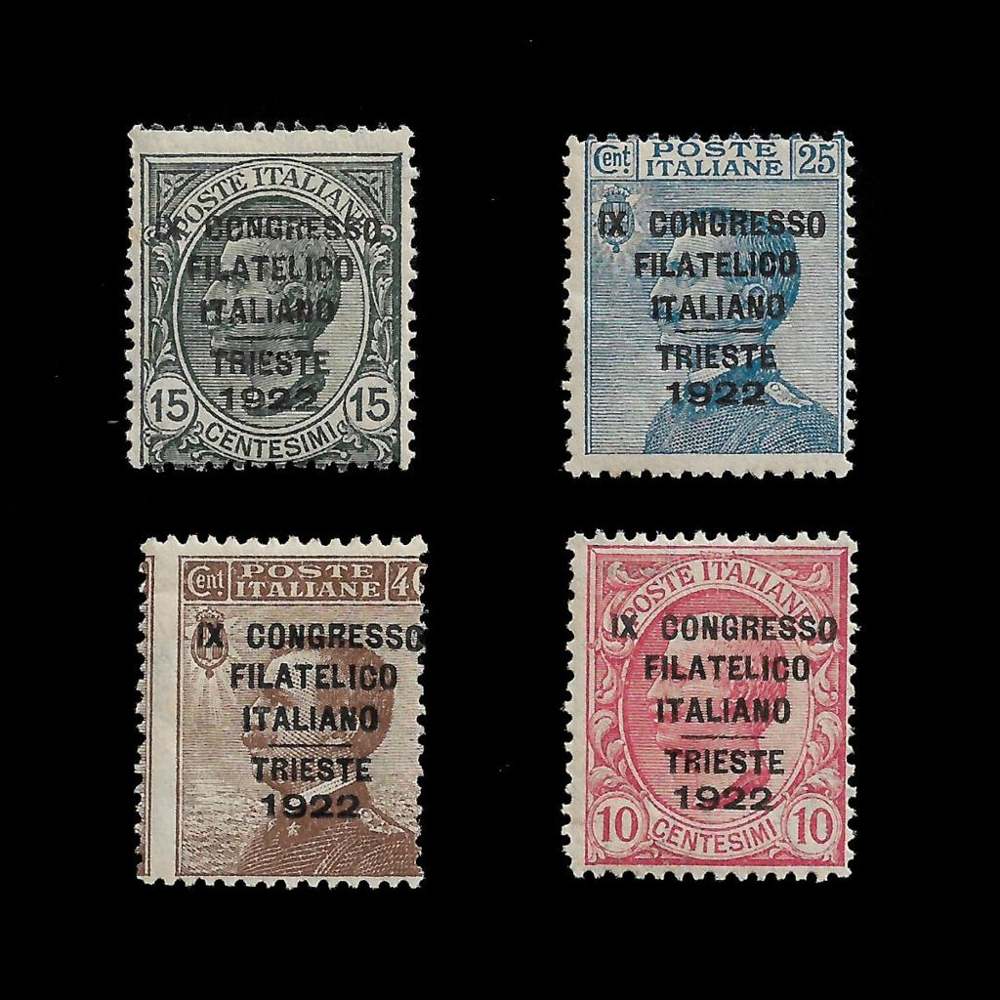 POSTE ITALIANE
IX CONGRESSO
FILATELICO
ITALIANO
TRIESTE
1922
15 15
CENTESIMI
Cent. POSTE 25
ITALIANE
IX CONGRESSO
FILATELICO
ITALIANO
TRIESTE
1922
Cent. POSTE 40
ITALIANE
IX CONGRESSO
FILATELICO
ITALIANO
TRIESTE
1922
POSTE ITALIANE
IX CONGRESSO
FILATELICO
ITALIANO
TRIESTE
1922
10 10
CENTESIMI